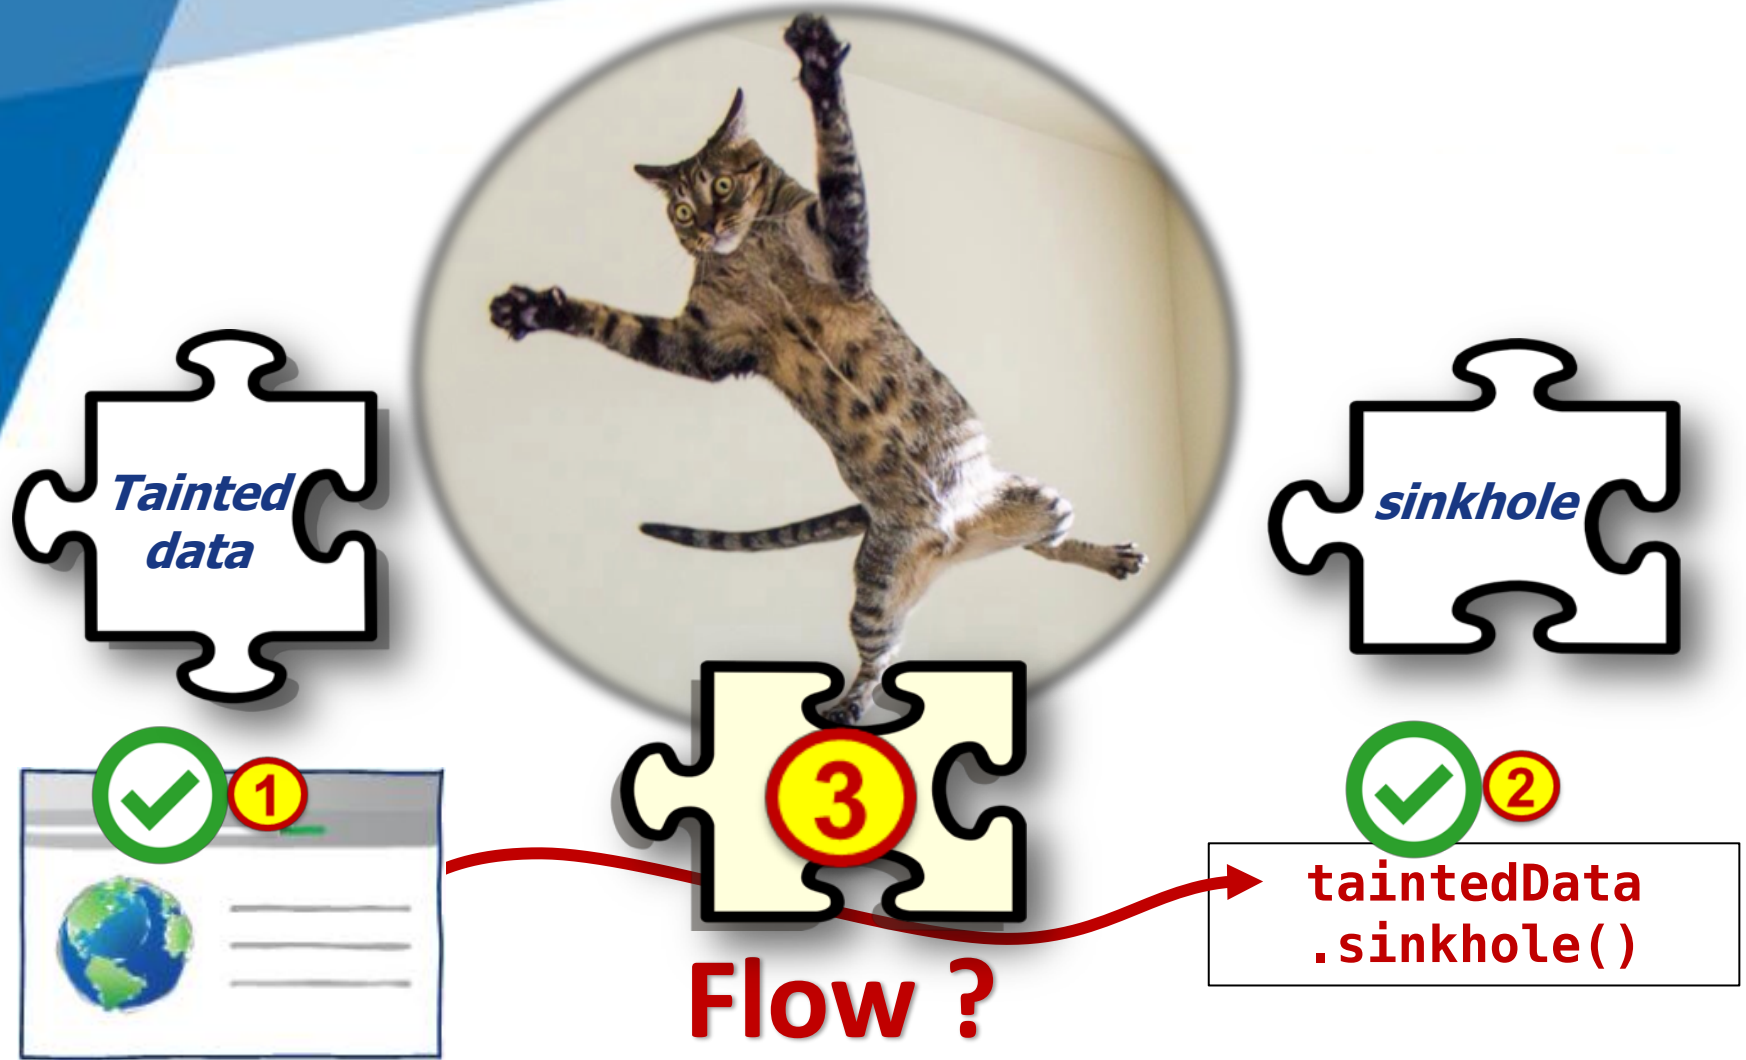 Tainted
data
sinkhole
1
3
2
taintedData
.sinkhole()
Flow ?